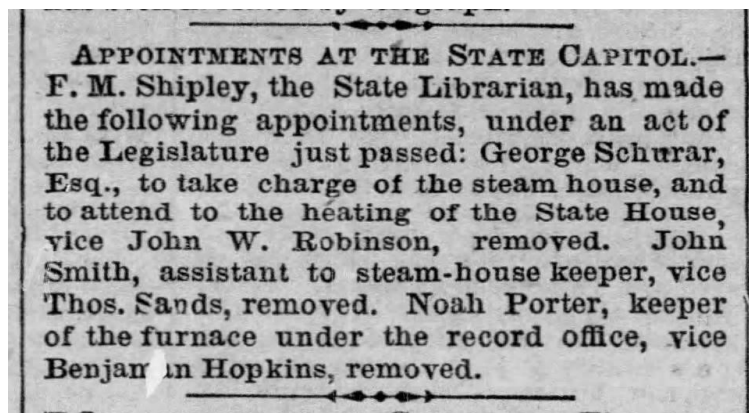 APPOINTMENTS AT THE STATE CAPITOL.—
F. M. Shipley, the State Librarian, has made
the following appointments, under an act of
the Legislature just passed: George Schurar,
Esq., to take charge of the steam house, and
to attend to the heating of the State House,
vice John W. Robinson, removed. John
Smith, assistant to steam-house keeper, vice
Thos. Sands, removed. Noah Porter, keeper
of the furnace under the record office, vice
Benjamin Hopkins, removed.